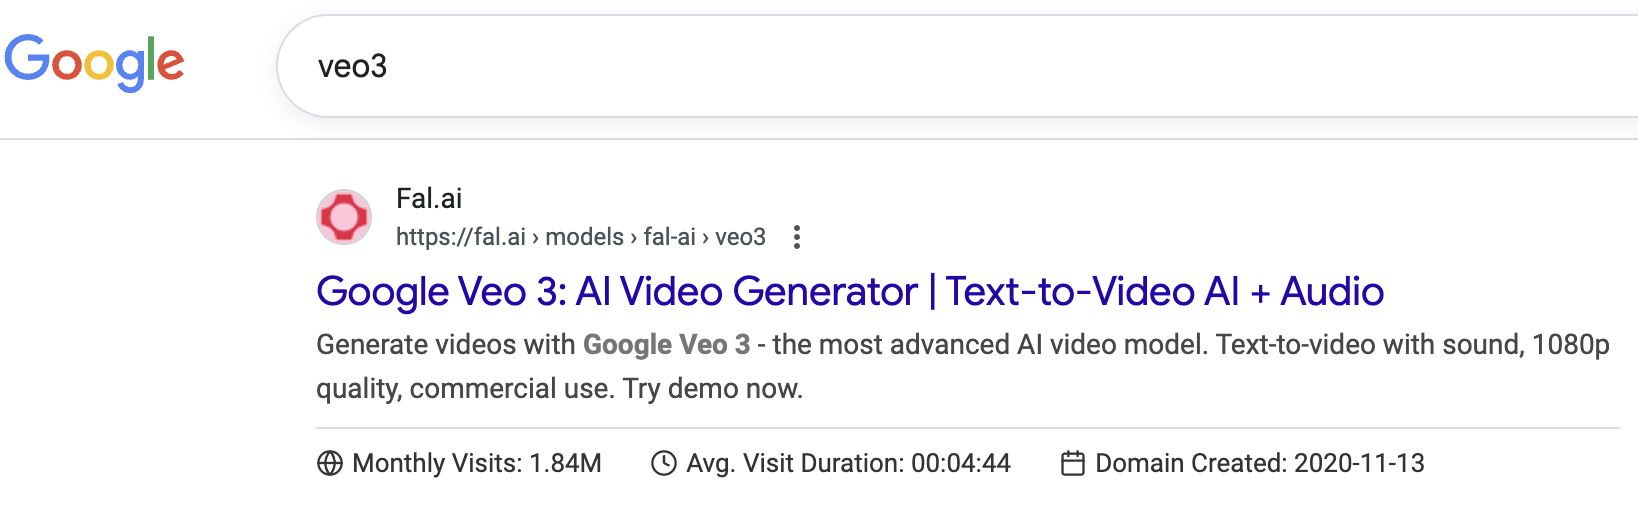 Google
veo3
Fal.ai
https://fal.ai › models › fal-ai › veo3
Google Veo 3: AI Video Generator | Text-to-Video AI + Audio
Generate videos with Google Veo 3 - the most advanced AI video model. Text-to-video with sound, 1080p
quality, commercial use. Try demo now.
Monthly Visits: 1.84M Avg. Visit Duration: 00:04:44 Domain Created: 2020-11-13